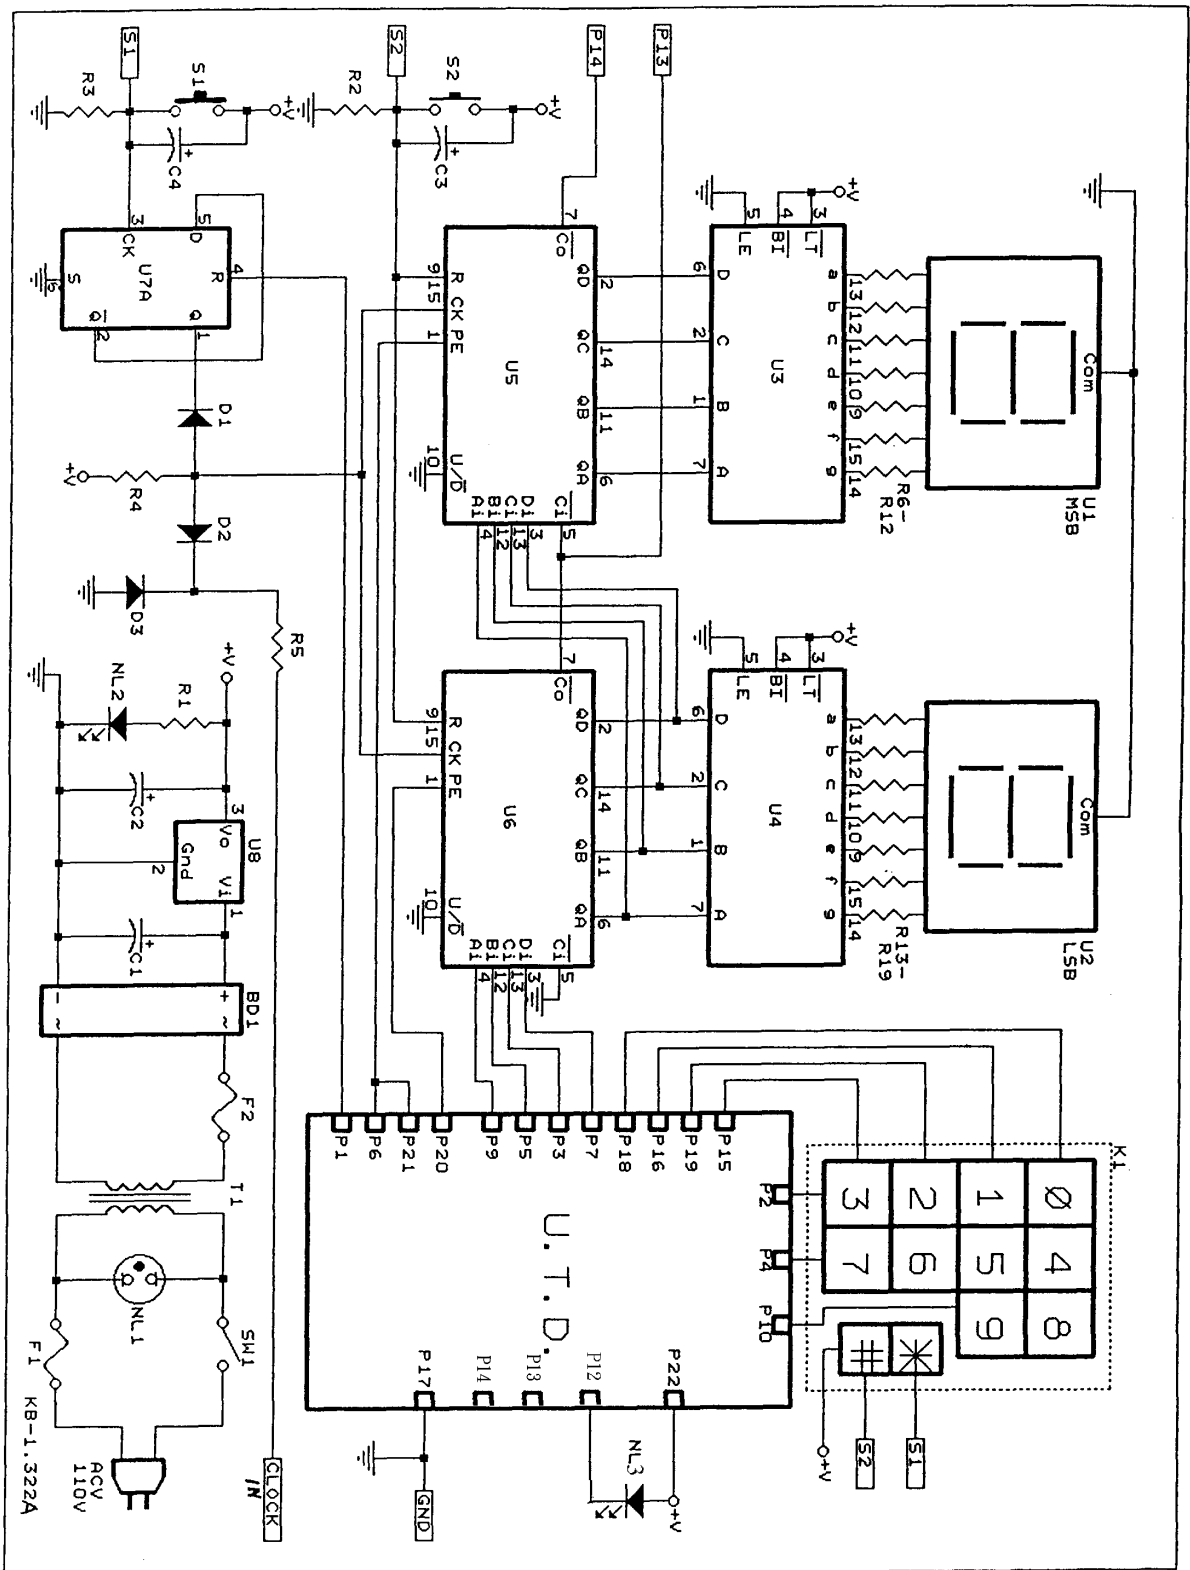 S1
R3
S1
+V
C4
S2
R2
S2
+V
C3
P14
P13
3
CK
5
D
4
R
U7A
6
S
2
Q
1
Q
D1
+V
R4
D2
D3
R5
CLOCK
IN
7
Co
9
R
15
CK
1
PE
U5
QD
2
QC
14
QB
11
QA
6
10
U/D
Ai
4
Bi
12
Ci
13
Di
3
Ci
5
+V
5
LE
4
BI
3
LT
6
D
2
C
1
B
7
A
U3
a
13
b
12
c
11
d
10
e
9
f
15
g
14
R6-
R12
Com
U1
MSB
7
Co
9
R
15
CK
1
PE
U6
QD
2
QC
14
QB
11
QA
6
10
U/D
Ai
4
Bi
12
Ci
13
Di
3
Ci
5
+V
5
LE
4
BI
3
LT
6
D
2
C
1
B
7
A
U4
a
13
b
12
c
11
d
10
e
9
f
15
g
14
R13-
R19
Com
U2
LSB
+V
NL2
R1
C2
3
Vo
U8
Gnd
2
Vi
1
C1
BD1
+
-
~
~
F2
T1
NL1
SW1
F1
ACV
110V
KB-1.322A
P1
P6
P21
P20
P9
P5
P3
P7
P18
P16
P19
P15
P2
P4
P10
U.T.D.
P17
P14
P13
P12
P22
GND
NL3
+V
K1
0
4
8
1
5
9
2
6
3
7
*
#
S1
S2
+V